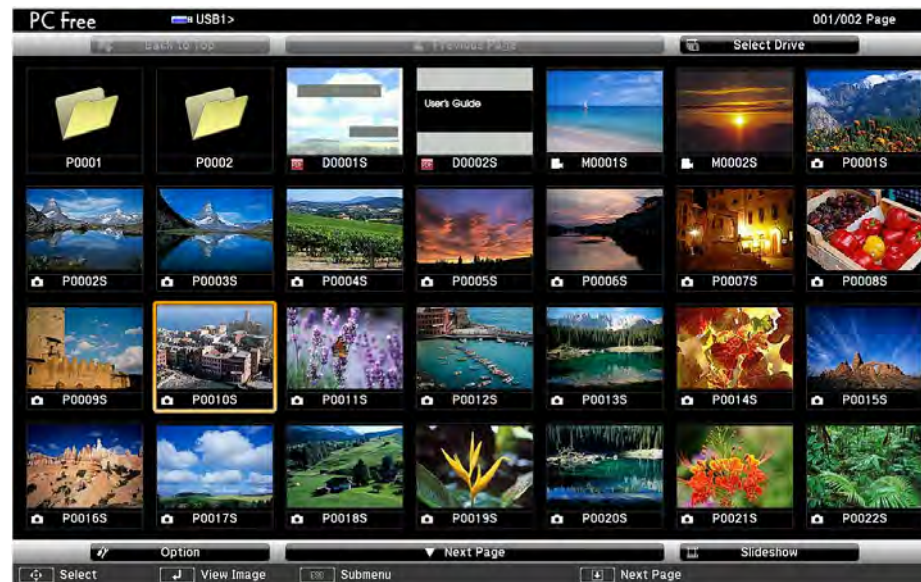 PC Free USB1> 001/002 Page
Back to Top Previous Page Select Drive
User's Guide
P0001 P0002 D0001S D0002S M0001S M0002S P0001S
P0002S P0003S P0004S P0005S P0006S P0007S P0008S
P0009S P0010S P0011S P0012S P0013S P0014S P0015S
P0016S P0017S P0018S P0019S P0020S P0021S P0022S
Option ▼ Next Page Slideshow
Select View Image Submenu Next Page